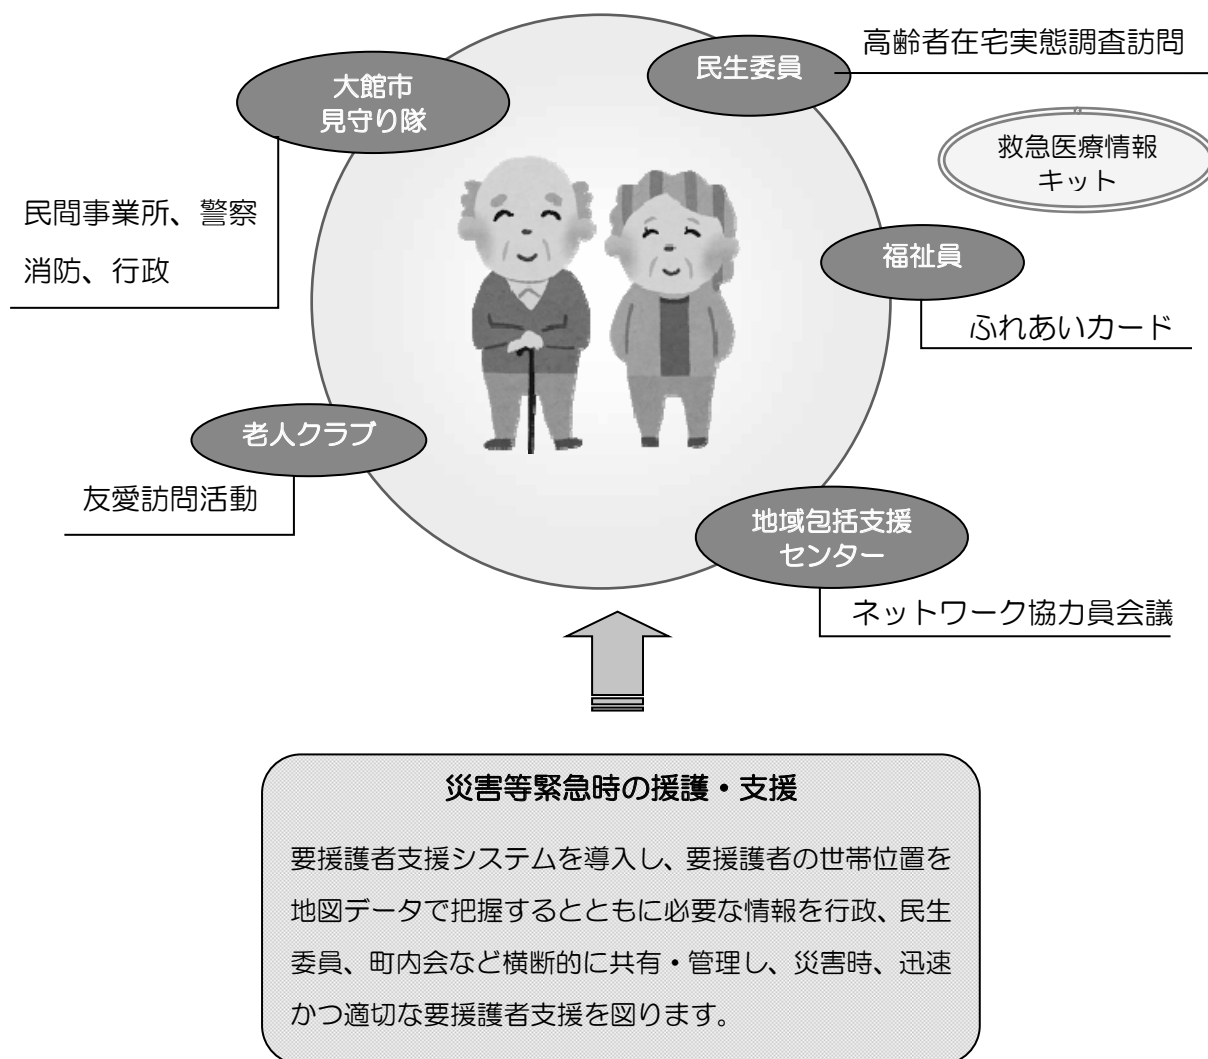 高齢者在宅実態調査訪問
民生委員
大館市
見守り隊
救急医療情報
キット
民間事業所、警察
消防、行政
福祉員
ふれあいカード
老人クラブ
友愛訪問活動
地域包括支援
センター
ネットワーク協力員会議
災害等緊急時の援護・支援
要援護者支援システムを導入し、要援護者の世帯位置を
地図データで把握するとともに必要な情報を行政、民生
委員、町内会など横断的に共有・管理し、災害時、迅速
かつ適切な要援護者支援を図ります。